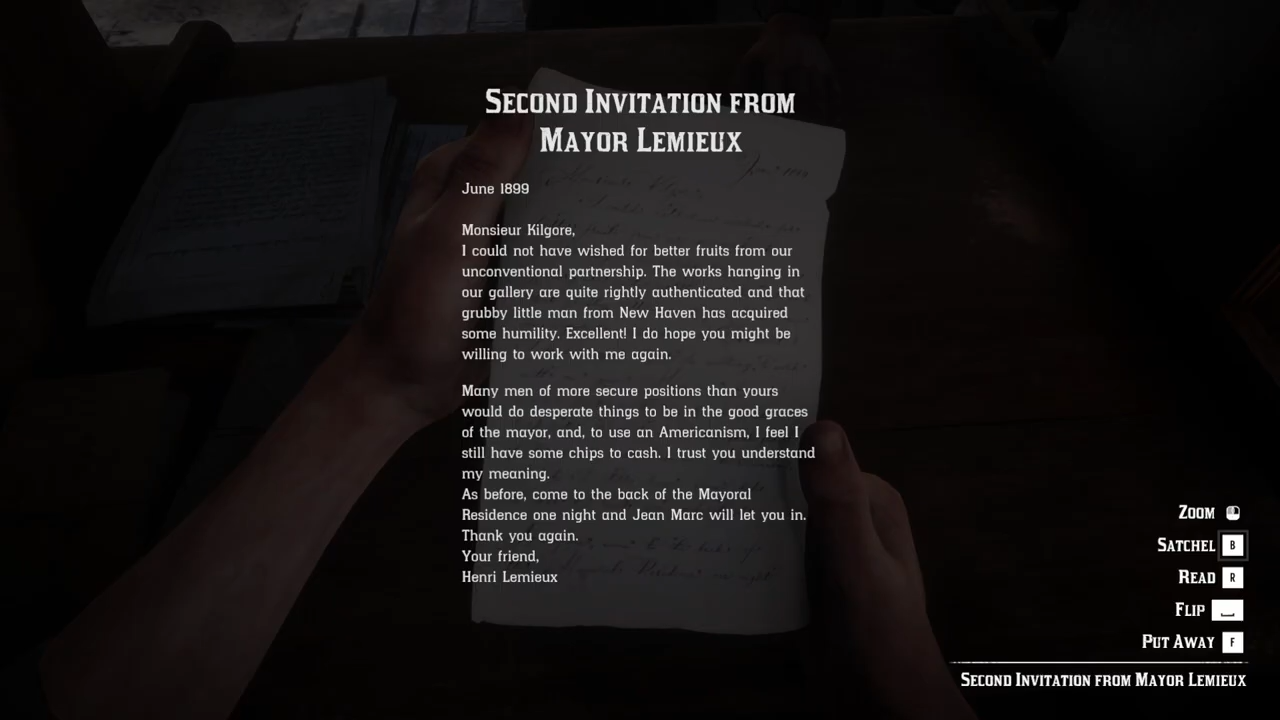 Second Invitation from
Mayor Lemieux
June 1899
Monsieur Kilgore,
I could not have wished for better fruits from our
unconventional partnership. The works hanging in
our gallery are quite rightly authenticated and that
grubby little man from New Haven has acquired
some humility. Excellent! I do hope you might be
willing to work with me again.
Many men of more secure positions than yours
would do desperate things to be in the good graces
of the mayor, and, to use an Americanism, I feel I
still have some chips to cash. I trust you understand
my meaning.
As before, come to the back of the Mayoral
Residence one night and Jean Marc will let you in.
Thank you again.
Your friend,
Henri Lemieux
Zoom
Satchel B
Read R
Flip
Put Away F
Second Invitation from Mayor Lemieux